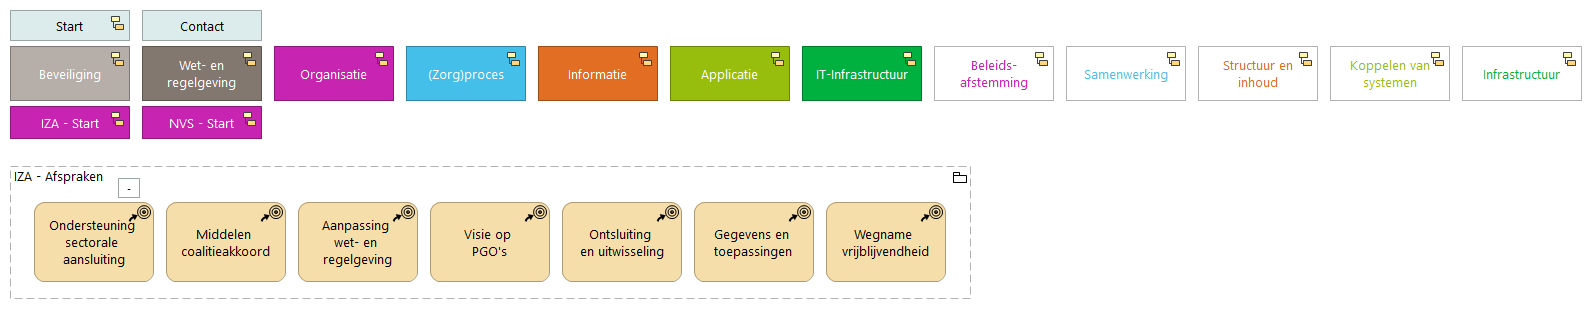 Start
Contact
Beveiliging
Wet- en
regelgeving
Organisatie
(Zorg)proces
Informatie
Applicatie
IT-Infrastructuur
Beleids-
afstemming
Samenwerking
Structuur en
inhoud
Koppelen van
systemen
Infrastructuur
IZA - Start
NVS - Start
IZA - Afspraken
-
Ondersteuning
sectorale
aansluiting
Middelen
coalitieakkoord
Aanpassing
wet- en
regelgeving
Visie op
PGO's
Ontsluiting
en uitwisseling
Gegevens en
toepassingen
Wegname
vrijblijvendheid